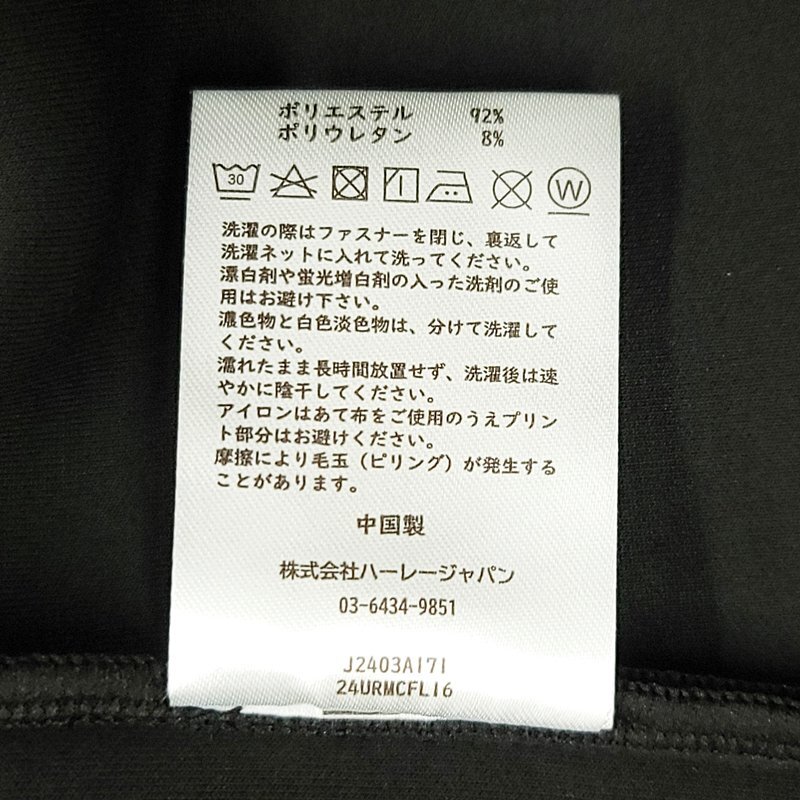 ポリエステル 92%
ポリウレタン 8%
30 W
洗濯の際はファスナーを閉じ、裏返して
洗濯ネットに入れて洗ってください。
漂白剤や蛍光増白剤の入った洗剤のご使
用はお避け下さい。
濃色物と白色淡色物は、分けて洗濯して
ください。
濡れたまま長時間放置せず、洗濯後は速
やかに陰干してください。
アイロンはあて布をご使用のうえプリン
ト部分はお避けください。
摩擦により毛玉（ピリング）が発生する
ことがあります。
中国製
株式会社ハーレージャパン
03-6434-9851
J2403A171
24URMCFL16